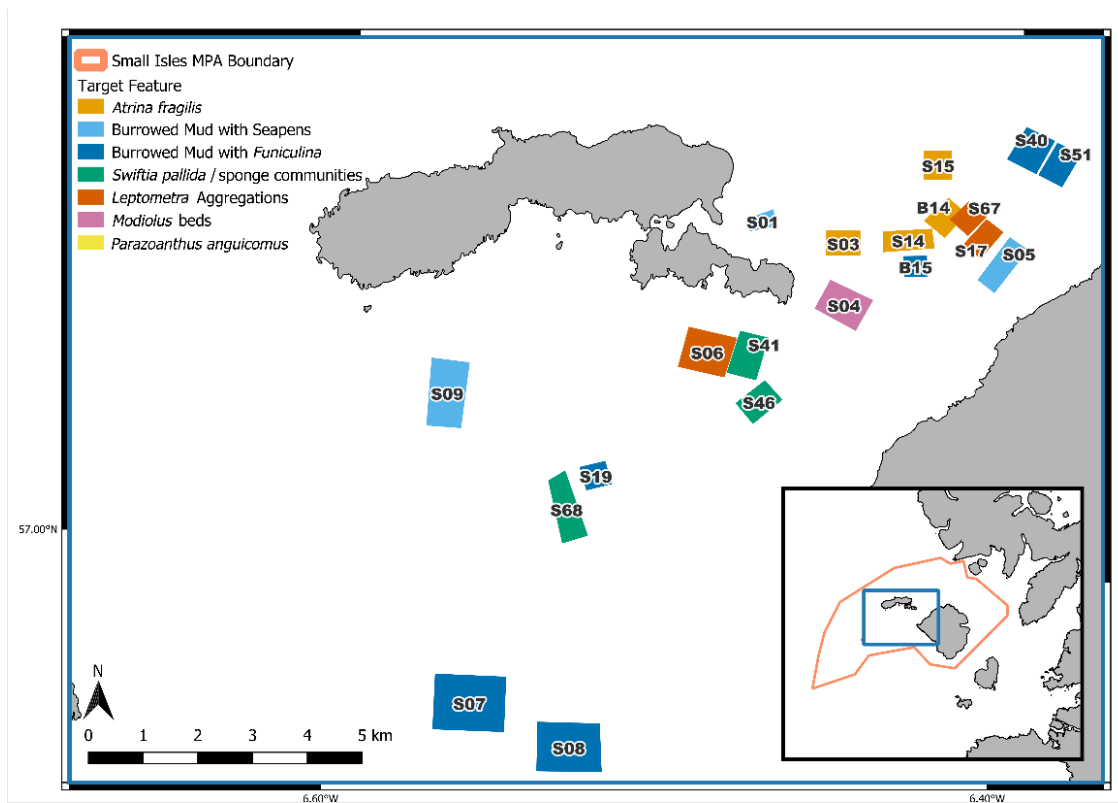 Small Isles MPA Boundary
Target Feature
Atrina fragilis
Burrowed Mud with Seapens
Burrowed Mud with Funiculina
Swiftia pallida / sponge communities
Leptometra Aggregations
Modiolus beds
Parazoanthus anguicomus
S40
S51
S15
B14
S67
S01
S03
S14
S17
S05
B15
S04
S06
S41
S09
S46
S19
S68
57.00°N
N
S07
S08
0 1 2 3 4 5 km
6.60°W
6.40°W